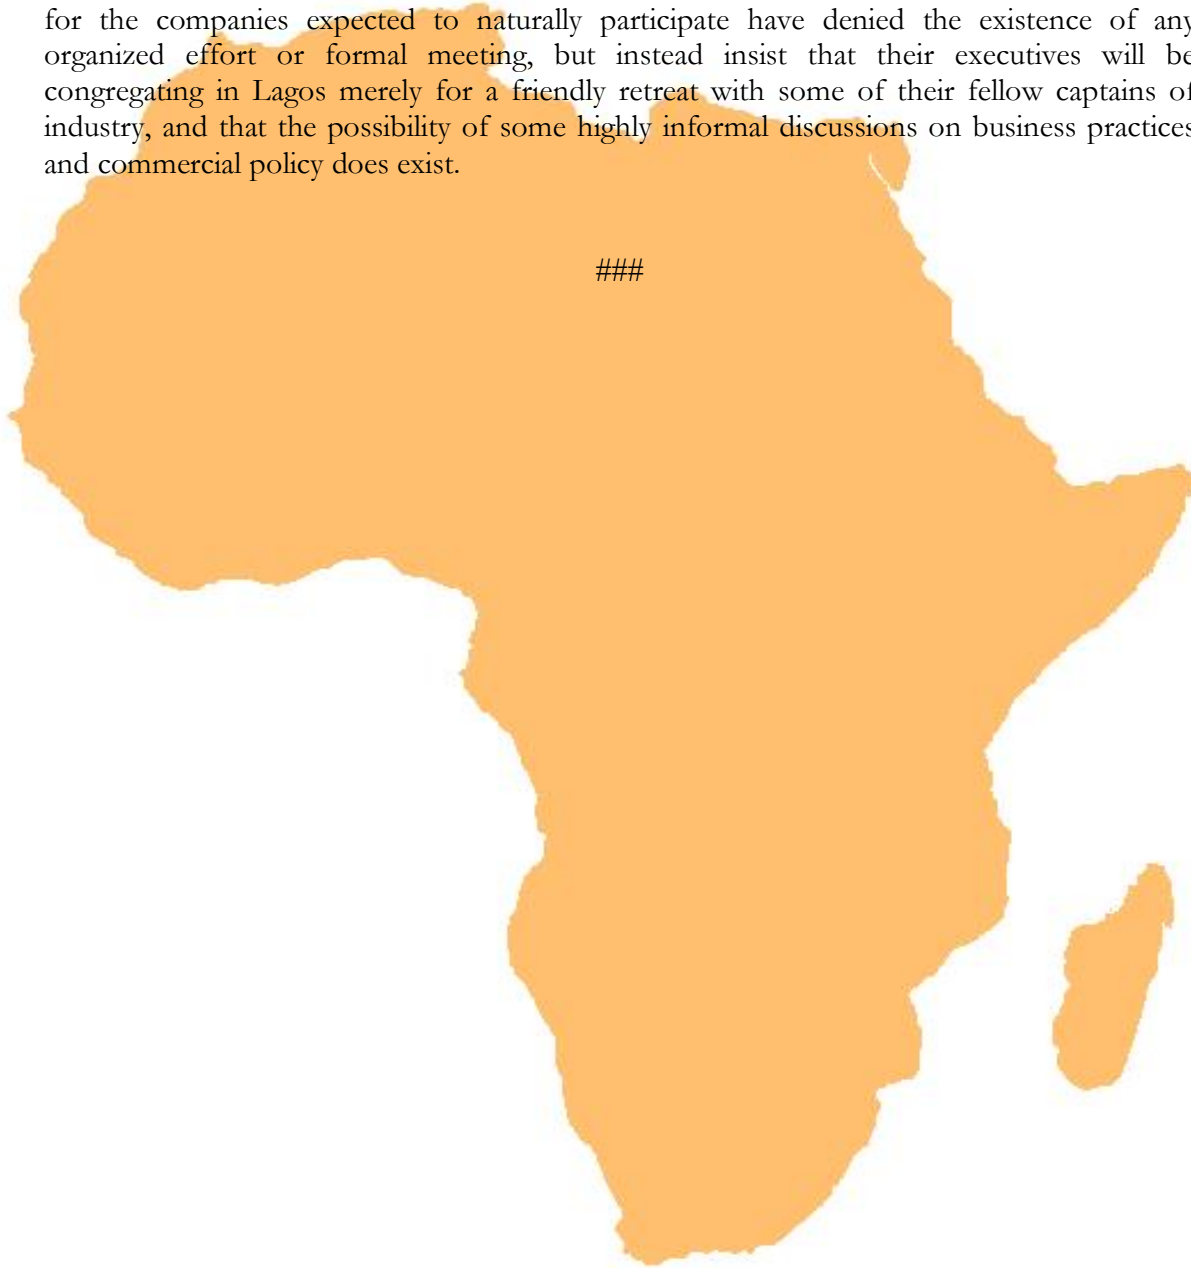 for the companies expected to naturally participate have denied the existence of any
organized effort or formal meeting, but instead insist that their executives will be
congregating in Lagos merely for a friendly retreat with some of their fellow captains of
industry, and that the possibility of some highly informal discussions on business practices
and commercial policy does exist.
###